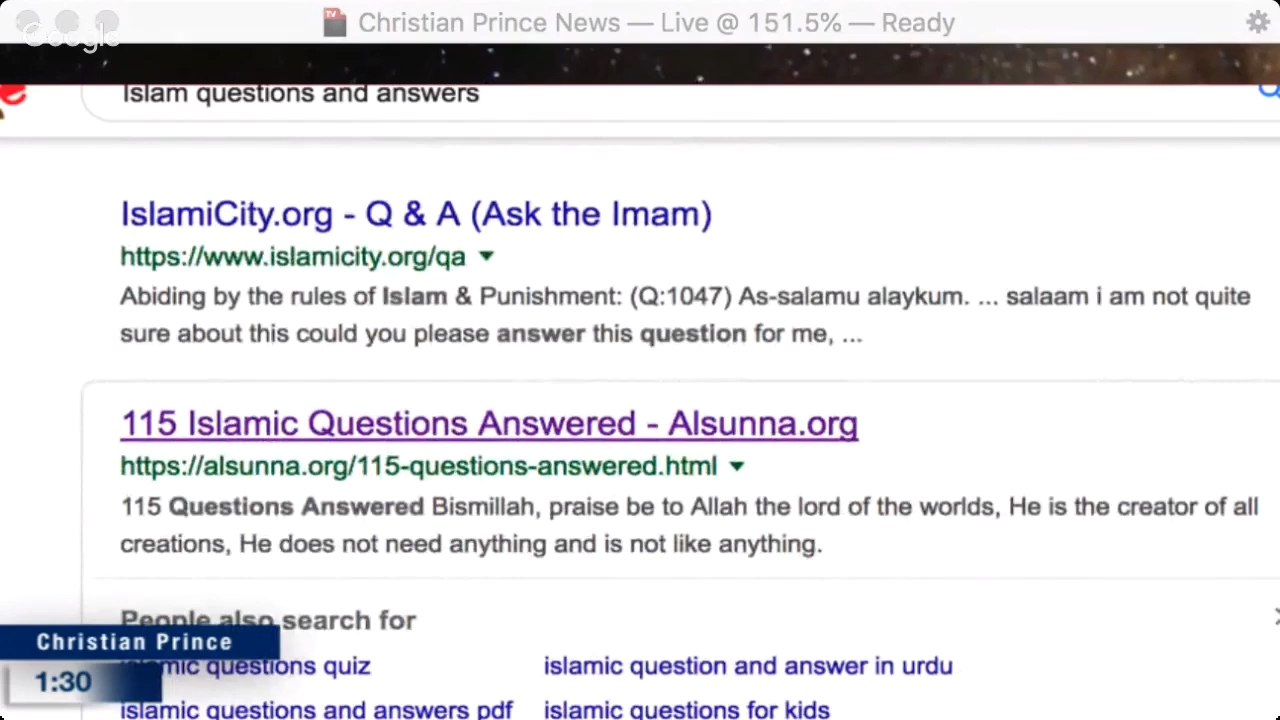 Christian Prince News — Live @ 151.5% — Ready
Google
Islam questions and answers
IslamiCity.org - Q & A (Ask the Imam)
https://www.islamicity.org/qa
Abiding by the rules of Islam & Punishment: (Q:1047) As-salamu alaykum. ... salaam i am not quite
sure about this could you please answer this question for me, ...
115 Islamic Questions Answered - Alsunna.org
https://alsunna.org/115-questions-answered.html
115 Questions Answered Bismillah, praise be to Allah the lord of the worlds, He is the creator of all
creations, He does not need anything and is not like anything.
People also search for
Christian Prince
islamic questions quiz
islamic question and answer in urdu
1:30
islamic questions and answers pdf
islamic questions for kids